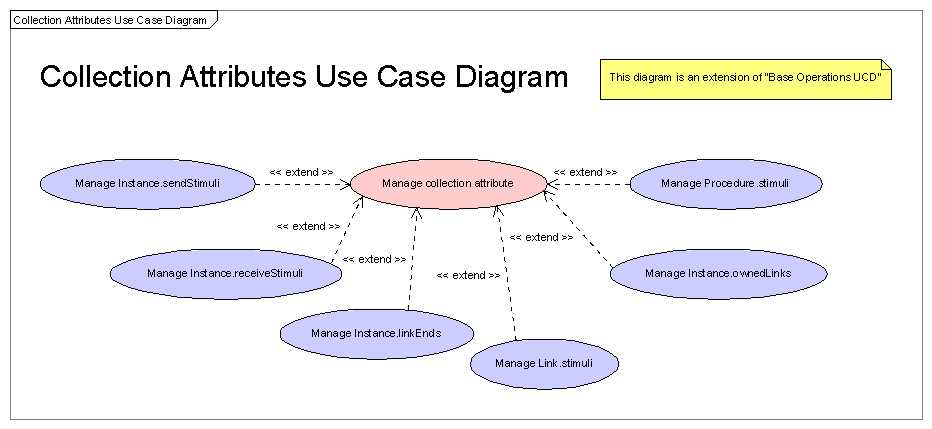 Collection Attributes Use Case Diagram
Collection Attributes Use Case Diagram
This diagram is an extension of "Base Operations UCD"
Manage Instance.sendStimuli
<< extend >>
Manage collection attribute
<< extend >>
Manage Procedure.stimuli
<< extend >>
<< extend >>
<< extend >>
<< extend >>
Manage Instance.receiveStimuli
Manage Instance.ownedLinks
Manage Instance.linkEnds
Manage Link.stimuli